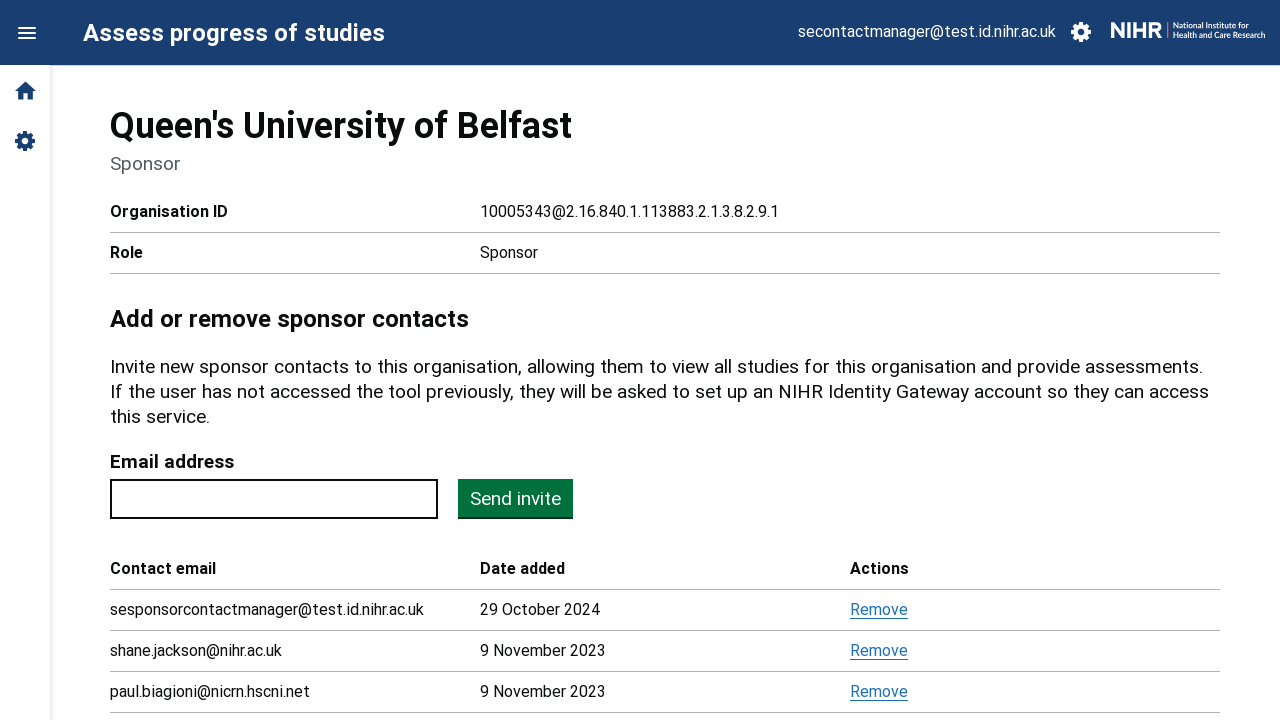 Assess progress of studies
secontactmanager@test.id.nihr.ac.uk
NIHR | National Institute for
Health and Care Research
Queen's University of Belfast
Sponsor
Organisation ID 10005343@2.16.840.1.113883.2.1.3.8.2.9.1
Role Sponsor
Add or remove sponsor contacts
Invite new sponsor contacts to this organisation, allowing them to view all studies for this organisation and provide assessments.
If the user has not accessed the tool previously, they will be asked to set up an NIHR Identity Gateway account so they can access
this service.
Email address
Send invite
Contact email Date added Actions
sesponsorcontactmanager@test.id.nihr.ac.uk 29 October 2024 Remove
shane.jackson@nihr.ac.uk 9 November 2023 Remove
paul.biagioni@nicrn.hscni.net 9 November 2023 Remove